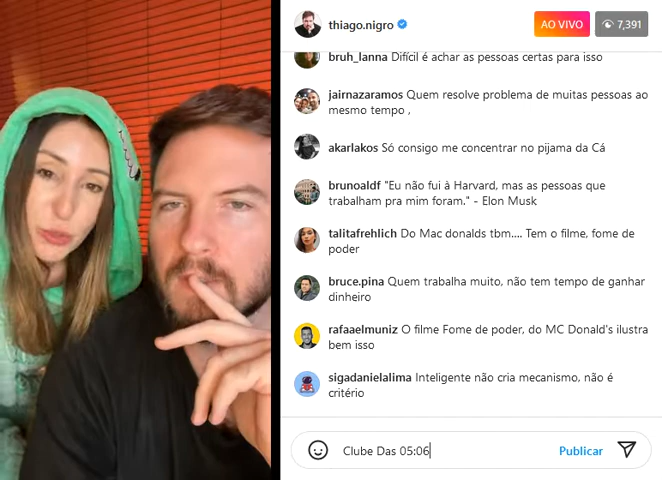 thiago.nigro
AO VIVO
7,391
bruh_lanna Difícil é achar as pessoas certas para isso
jairnazaramos Quem resolve problema de muitas pessoas ao
mesmo tempo ,
akarlakos Só consigo me concentrar no pijama da Cá
brunoaldf "Eu não fui à Harvard, mas as pessoas que
trabalham pra mim foram." - Elon Musk
talitafrehlich Do Mac donalds tbm.... Tem o filme, fome de
poder
bruce.pina Quem trabalha muito, não tem tempo de ganhar
dinheiro
rafaaelmuniz O filme Fome de poder, do MC Donald's ilustra
bem isso
sigadanielalima Inteligente não cria mecanismo, não é
critério
Clube Das 05:06
Publicar